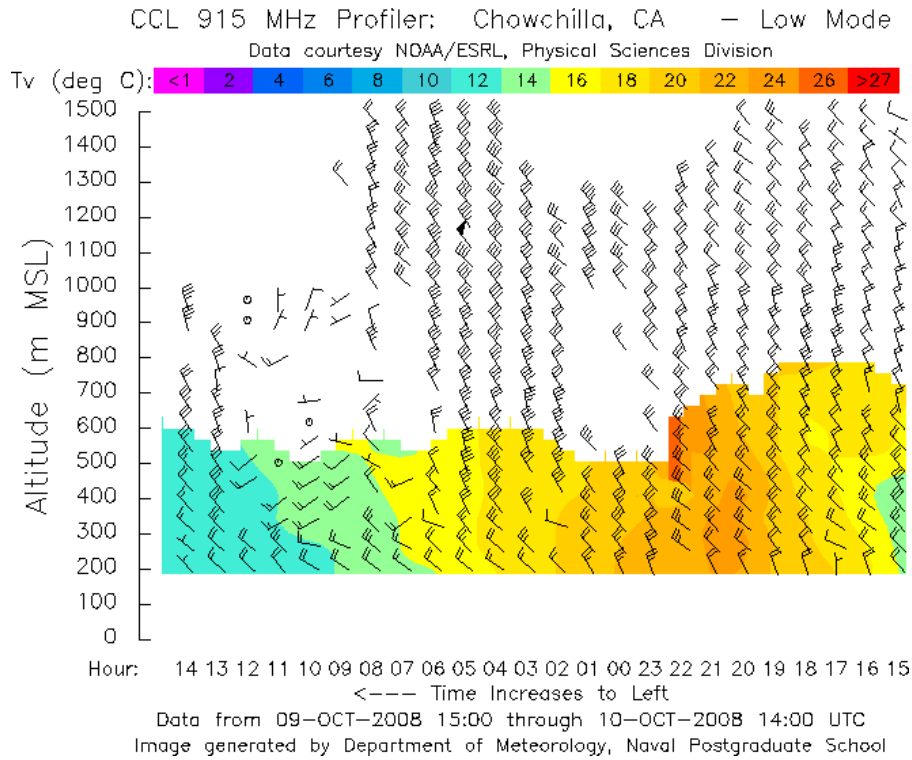 CCL 915 MHz Profiler: Chowchilla, CA – Low Mode
Data courtesy NOAA/ESRL, Physical Sciences Division
Tv (deg C): <1 2 4 6 8 10 12 14 16 18 20 22 24 26 >27
1500
1400
1300
1200
1100
1000
900
800
700
600
500
400
300
200
100
0
Altitude (m MSL)
Hour: 14 13 12 11 10 09 08 07 06 05 04 03 02 01 00 23 22 21 20 19 18 17 16 15
<--- Time Increases to Left
Data from 09-OCT-2008 15:00 through 10-OCT-2008 14:00 UTC
Image generated by Department of Meteorology, Naval Postgraduate School